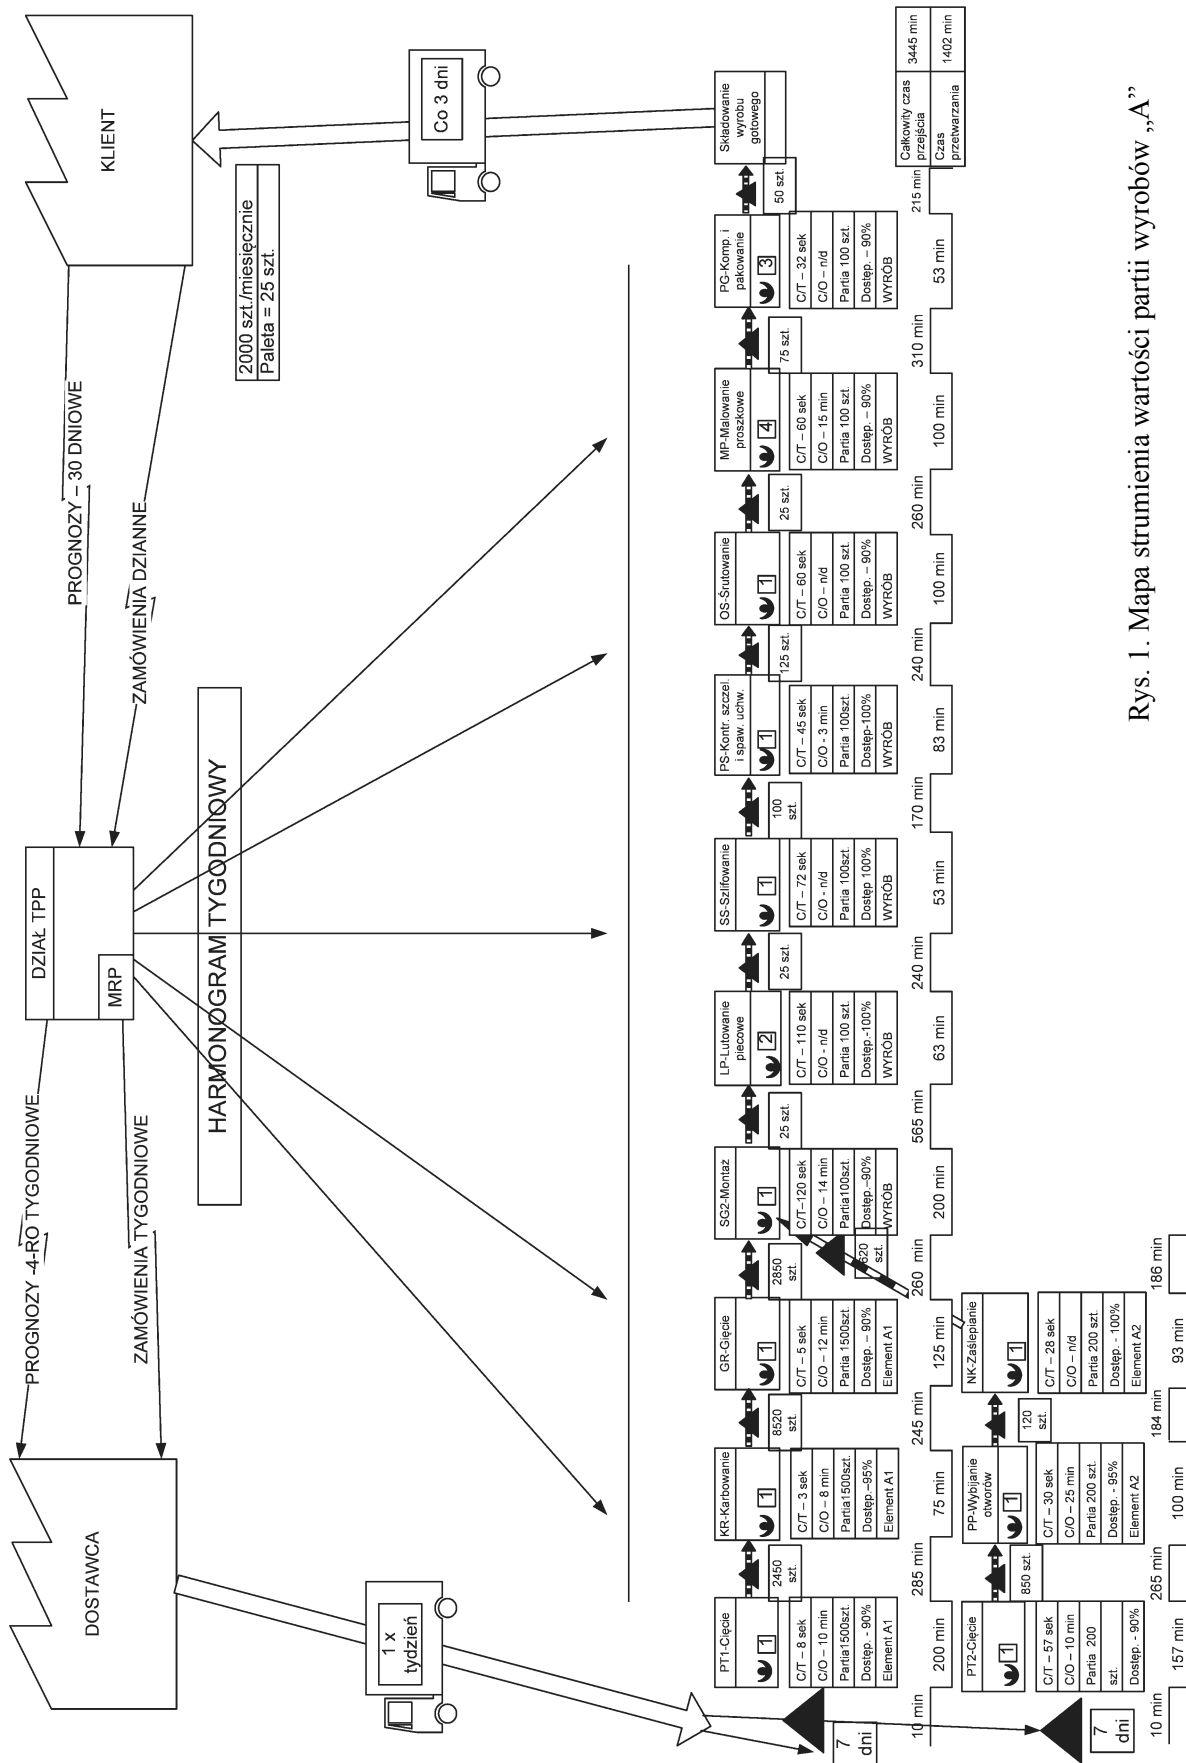 DOSTAWCA
PROGNOZY -4-RO TYGODNIOWE
ZAMÓWIENIA TYGODNIOWE
DZIAŁ TPP
MRP
PROGNOZY – 30 DNIOWE
ZAMÓWIENIA DZIANNE
KLIENT
2000 szt./miesięcznie
Paleta = 25 szt.
HARMONOGRAM TYGODNIOWY
1 x
tydzień
Co 3 dni
7
dni
PT1-Cięcie
1
C/T – 8 sek
C/O – 10 min
Partia1500szt.
Dostęp. - 90%
Element A1
2450
szt.
KR-Karbowanie
1
C/T – 3 sek
C/O – 8 min
Partia1500szt.
Dostęp.–95%
Element A1
8520
szt.
GR-Gięcie
1
C/T – 5 sek
C/O – 12 min
Partia 1500szt.
Dostęp. – 90%
Element A1
2850
szt.
SG2-Montaż
1
C/T–120 sek
C/O – 14 min
Partia100szt.
Dostęp.–90%
WYRÓB
25 szt.
LP-Lutowanie
piecowe
2
C/T – 110 sek
C/O - n/d
Partia 100 szt.
Dostęp.-100%
WYRÓB
25 szt.
SS-Szlifowanie
1
C/T – 72 sek
C/O - n/d
Partia 100szt.
Dostęp 100%
WYRÓB
100
szt.
PS-Kontr. szczel.
i spaw. uchw.
1
C/T – 45 sek
C/O - 3 min
Partia 100szt.
Dostęp-100%
WYRÓB
125 szt.
OS-Śrutowanie
1
C/T – 60 sek
C/O – n/d
Partia 100 szt.
Dostęp. – 90%
WYRÓB
25 szt.
MP-Malowanie
proszkowe
4
C/T – 60 sek
C/O – 15 min
Partia 100 szt.
Dostęp. – 90%
WYRÓB
75 szt.
PG-Komp. i
pakowanie
3
C/T – 32 sek
C/O – n/d
Partia 100 szt.
Dostęp. – 90%
WYRÓB
50 szt.
Składowanie
wyrobu
gotowego
620
szt.
10 min
200 min
285 min
75 min
245 min
125 min
260 min
200 min
565 min
63 min
240 min
53 min
170 min
83 min
240 min
100 min
260 min
100 min
310 min
53 min
215 min
Całkowity czas
przejścia
3445 min
Czas
przetwarzania
1402 min
7
dni
PT2-Cięcie
1
C/T – 57 sek
C/O – 10 min
Partia 200
szt.
Dostęp. - 90%
850 szt.
PP-Wybijanie
otworów
1
C/T – 30 sek
C/O – 25 min
Partia 200 szt.
Dostęp. - 95%
Element A2
120
szt.
NK-Zaślepianie
1
C/T – 28 sek
C/O – n/d
Partia 200 szt.
Dostęp. - 100%
Element A2
10 min
157 min
265 min
100 min
184 min
93 min
186 min
Rys. 1. Mapa strumienia wartości partii wyrobów „A”